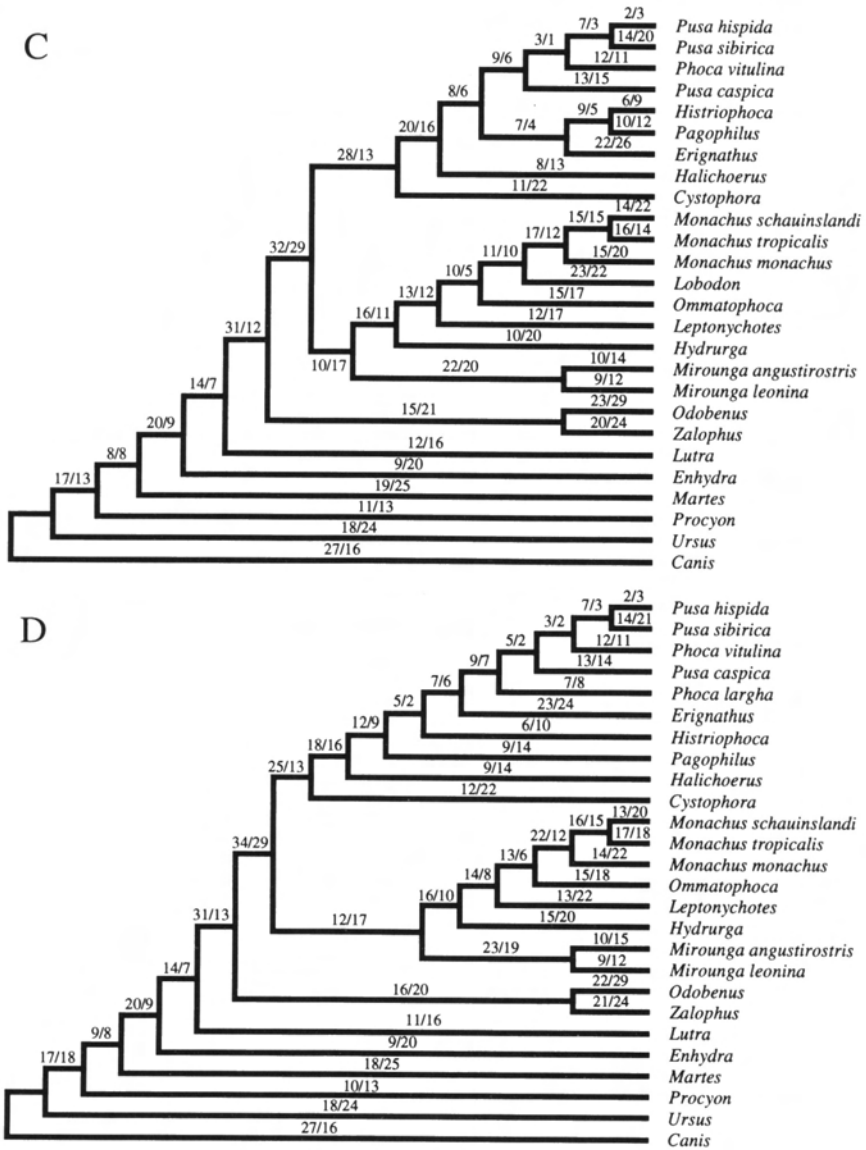 C
2/3
7/3
Pusa hispida
3/1
14/20
Pusa sibirica
9/6
12/11
Phoca vitulina
8/6
13/15
Pusa caspica
6/9
9/5
Histriophoca
20/16
7/4
10/12
Pagophilus
22/26
Erignathus
28/13
8/13
Halichoerus
11/22
Cystophora
14/22
15/15
Monachus schauinslandi
17/12
16/14
Monachus tropicalis
32/29
11/10
15/20
Monachus monachus
10/5
23/22
Lobodon
13/12
15/17
Ommatophoca
16/11
12/17
Leptonychotes
31/12
10/20
Hydrurga
10/17
22/20
10/14
Mirounga angustirostris
14/7
9/12
Mirounga leonina
15/21
23/29
Odobenus
20/9
20/24
Zalophus
12/16
Lutra
8/8
9/20
Enhydra
17/13
19/25
Martes
11/13
Procyon
18/24
Ursus
27/16
Canis
D
2/3
7/3
Pusa hispida
3/2
14/21
Pusa sibirica
5/2
12/11
Phoca vitulina
9/7
13/14
Pusa caspica
7/6
7/8
Phoca largha
5/2
23/24
Erignathus
12/9
6/10
Histriophoca
18/16
9/14
Pagophilus
25/13
9/14
Halichoerus
12/22
Cystophora
13/20
16/15
Monachus schauinslandi
22/12
17/18
Monachus tropicalis
34/29
13/6
14/22
Monachus monachus
14/8
15/18
Ommatophoca
16/10
13/22
Leptonychotes
31/13
12/17
15/20
Hydrurga
23/19
10/15
Mirounga angustirostris
14/7
9/12
Mirounga leonina
16/20
22/29
Odobenus
20/9
21/24
Zalophus
11/16
Lutra
9/8
9/20
Enhydra
17/18
18/25
Martes
10/13
Procyon
18/24
Ursus
27/16
Canis